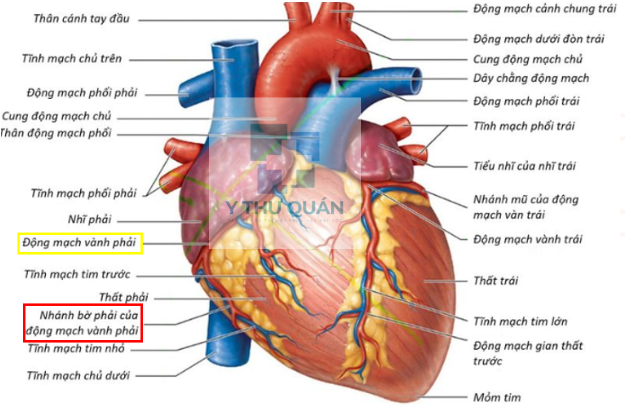 Thân cánh tay đầu
Tĩnh mạch chủ trên
Động mạch phổi phải
Cung động mạch chủ
Thân động mạch phổi
Tĩnh mạch phổi phải
Nhĩ phải
Động mạch vành phải
Tĩnh mạch tim trước
Thất phải
Nhánh bờ phải của
động mạch vành phải
Tĩnh mạch tim nhỏ
Tĩnh mạch chủ dưới
Y THƯ QUÁN
Động mạch cảnh chung trái
Động mạch dưới đòn trái
Cung động mạch chủ
Dây chằng động mạch
Động mạch phổi trái
Tĩnh mạch phổi trái
Tiểu nhĩ của nhĩ trái
Nhánh mũ của động
mạch vàn trái
Động mạch vành trái
Thất trái
Tĩnh mạch tim lớn
Động mạch gian thất
trước
Mỏm tim